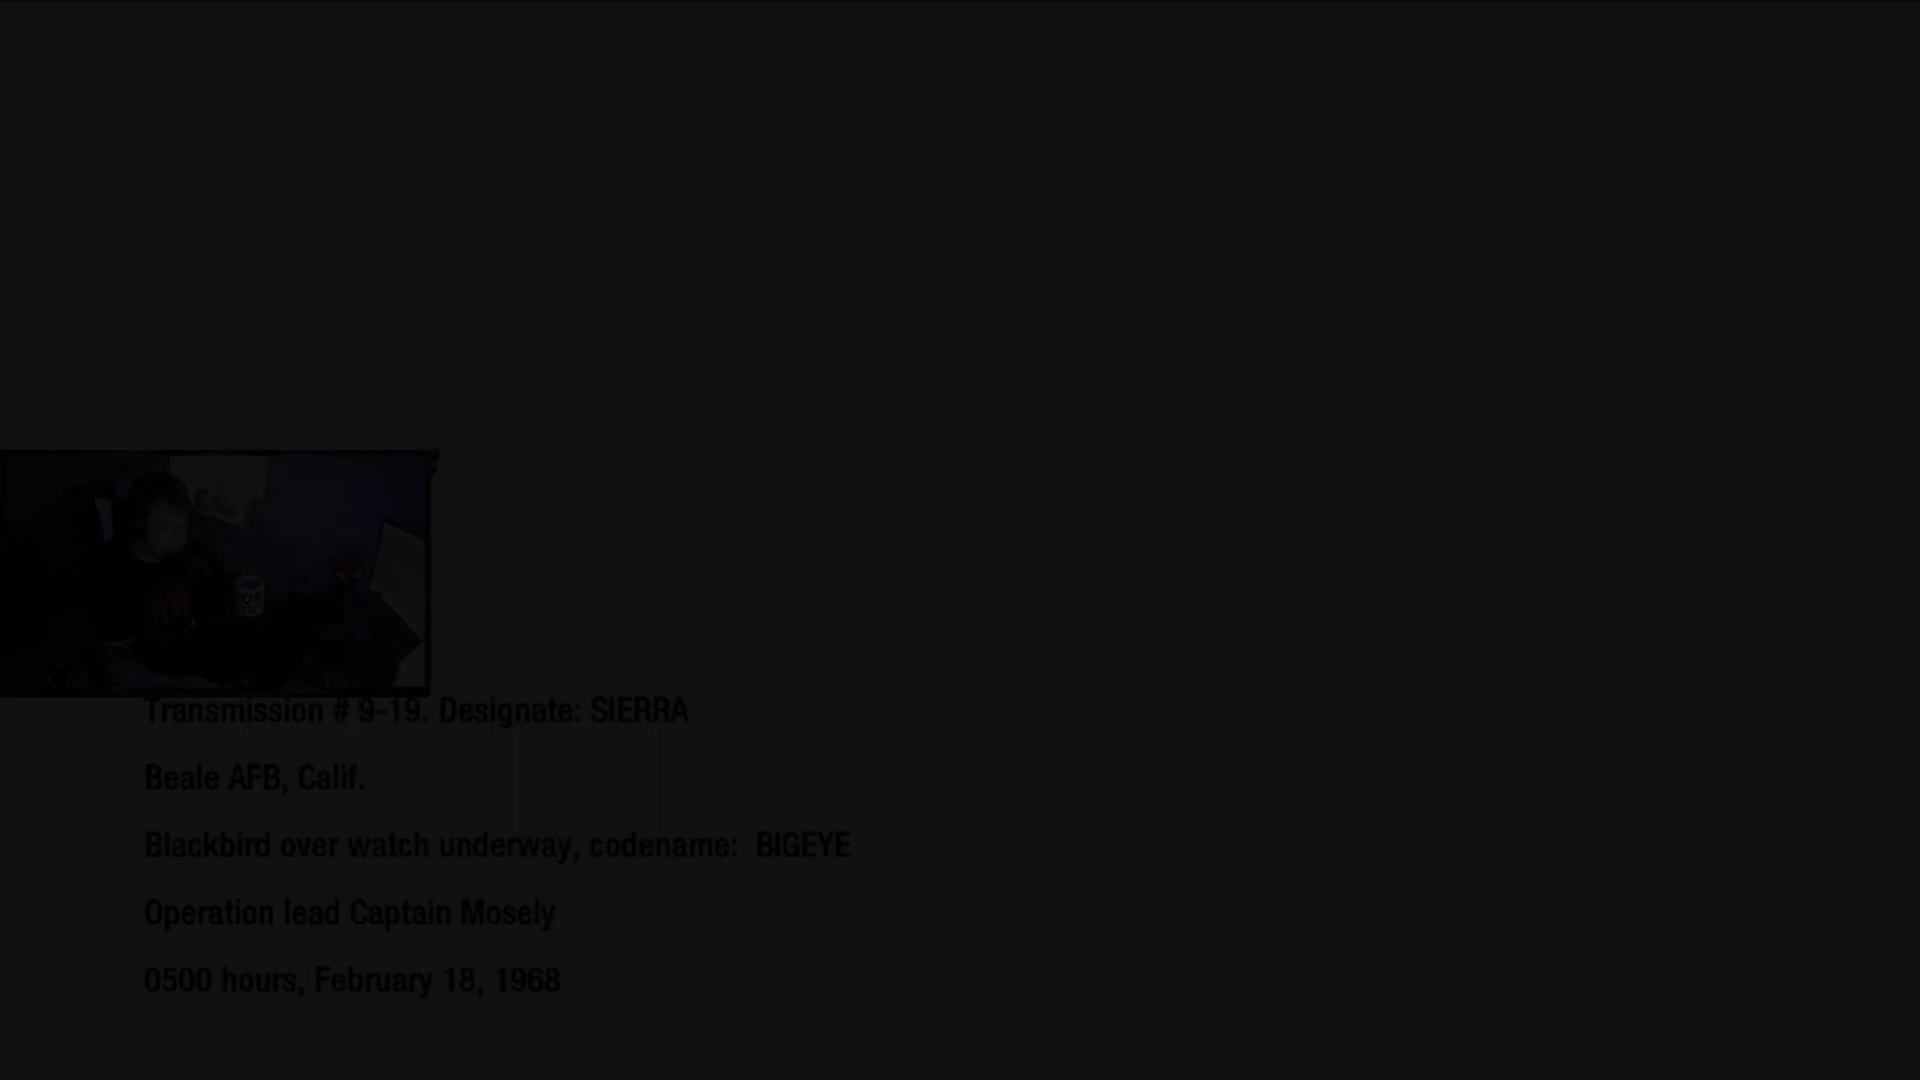 Transmission # 9-19. Designate: SIERRA
Beale AFB, Calif.
Blackbird over watch underway, codename: BIGEYE
Operation lead Captain Mosely
0500 hours, February 18, 1968